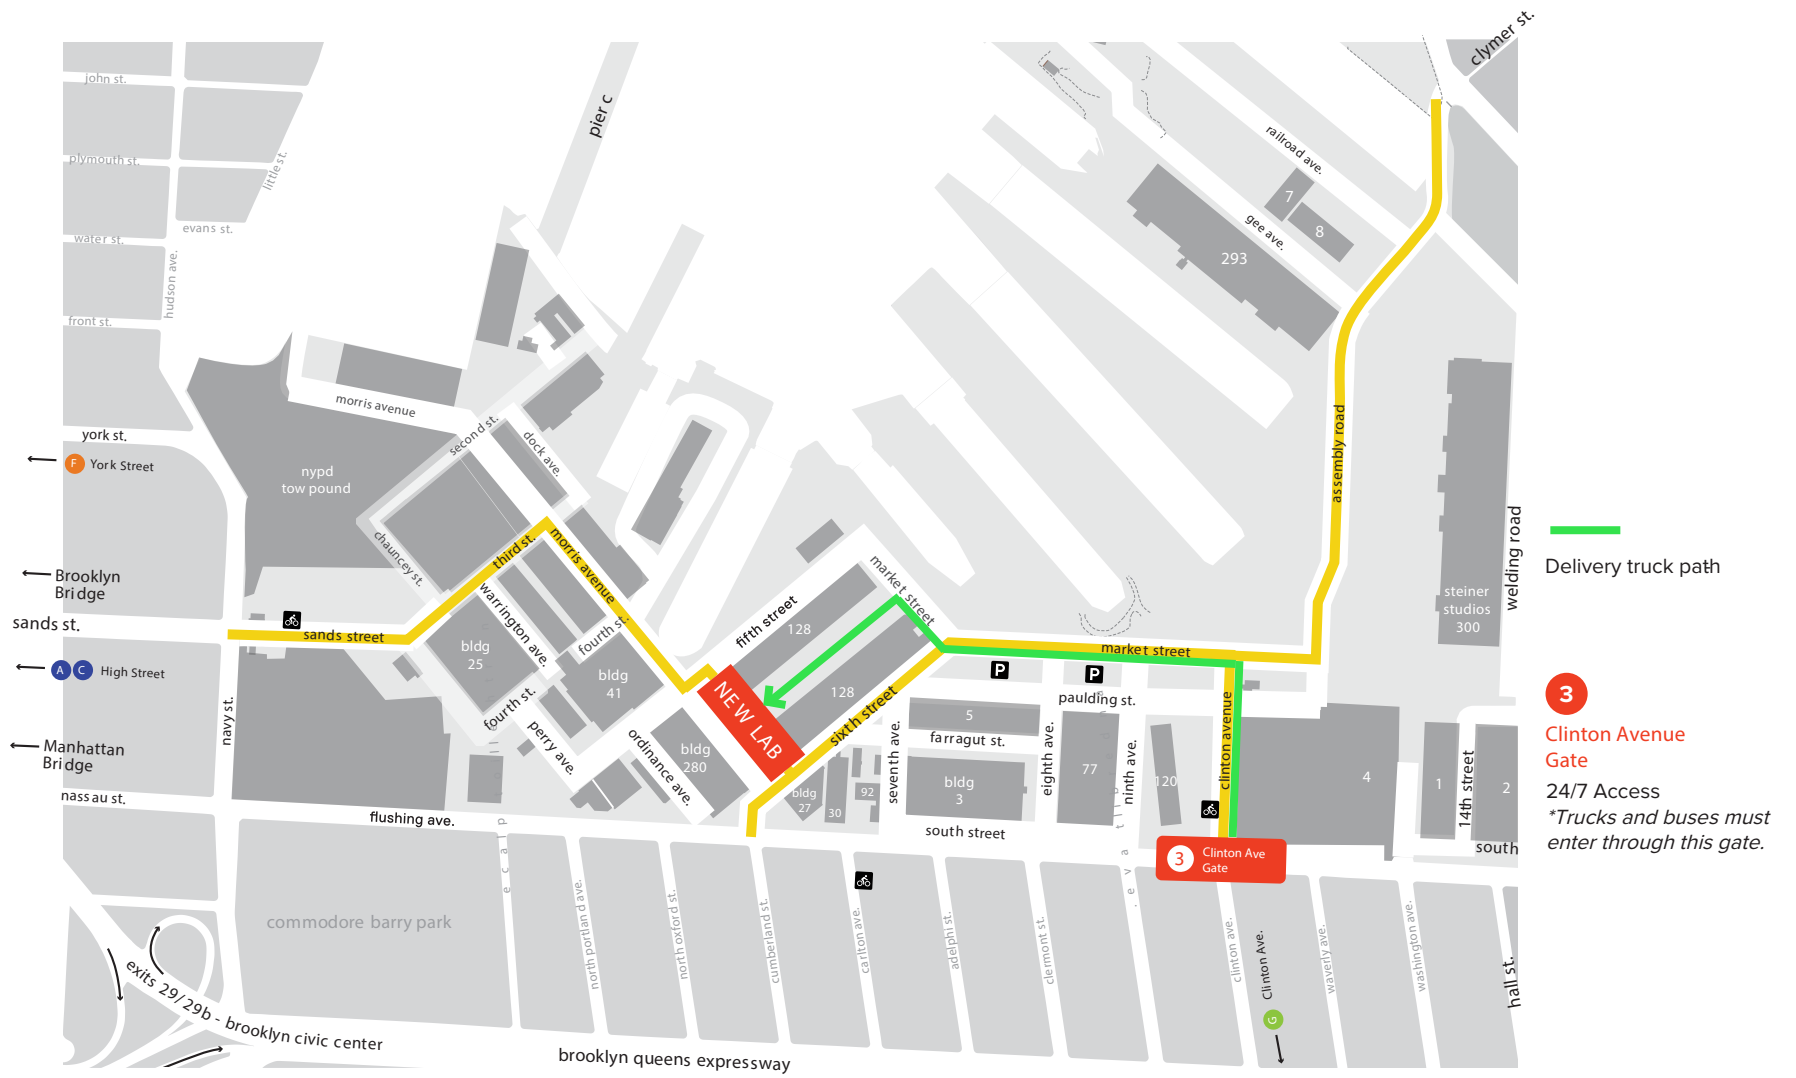 clymer st.
john st.
pier c
railroad ave.
plymouth st.
little st.
7
gee ave.
8
evans st.
water st.
293
hudson ave.
front st.
morris avenue
second st.
dock ave.
york st.
F York Street
nypd
tow pound
assembly road
welding road
chauncey st.
third st.
morris avenue
market street
Delivery truck path
Brooklyn
Bridge
warrington ave.
fifth street
128
steiner
studios
300
sands st.
sands street
fourth st.
bldg
25
market street
A C High Street
bldg
41
P
P
NEW LAB
128
sixth street
paulding st.
3
navy st.
fourth st.
perry ave.
5
clinton avenue
Clinton Avenue
Gate
Manhattan
Bridge
ordinance ave.
bldg
280
seventh ave.
farragut st.
eighth ave.
77
ninth ave.
120
4
1
14th street
2
24/7 Access
*Trucks and buses must
enter through this gate.
nassau st.
bldg
27
30
92
bldg
3
flushing ave.
south street
south
3 Clinton Ave
Gate
commodore barry park
north portland ave.
north oxford st.
cumberland st.
carlton ave.
adelphi st.
clermont st.
clinton ave.
Clinton Ave.
G
waverly ave.
washington ave.
hall st.
exits 29/29b - brooklyn civic center
brooklyn queens expressway